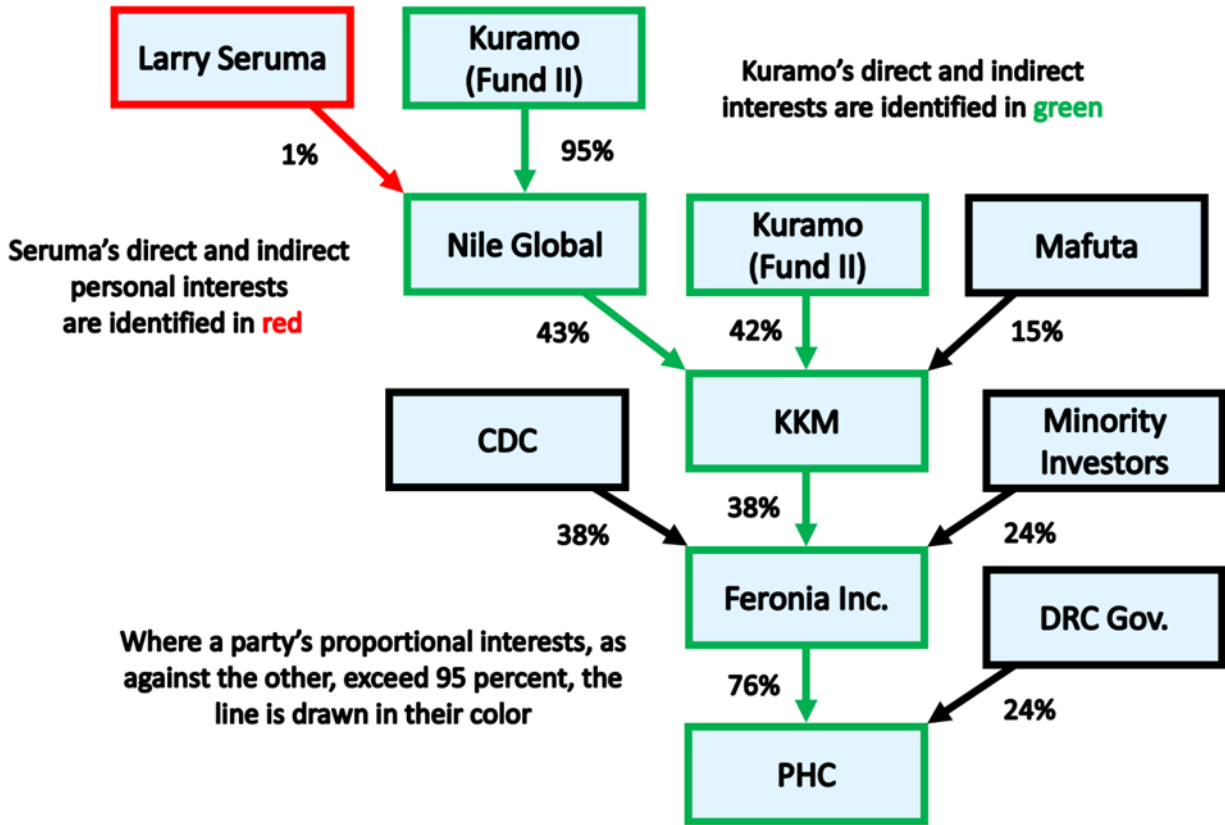 Larry Seruma
Kuramo
(Fund II)
Kuramo’s direct and indirect
interests are identified in green
1%
95%
Seruma’s direct and indirect
personal interests
are identified in red
Nile Global
Kuramo
(Fund II)
Mafuta
43%
42%
15%
CDC
KKM
Minority
Investors
38%
38%
24%
Feronia Inc.
DRC Gov.
Where a party’s proportional interests, as
against the other, exceed 95 percent, the
line is drawn in their color
76%
24%
PHC